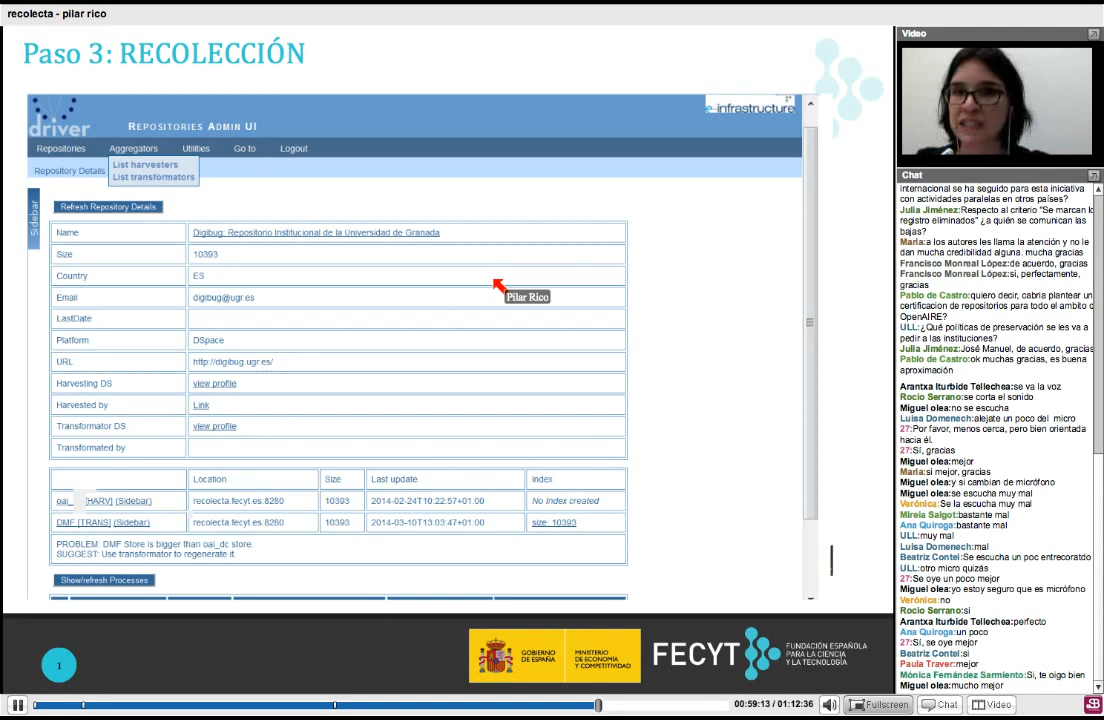 recolecta - pilar rico
Paso 3: RECOLECCIÓN
driver
REPOSITORIES ADMIN UI
e-infrastructure
Repositories Aggregators Utilities Go to Logout
Repository Details
List harvesters
List transformators
Sidebar
Refresh Repository Details
Name Digibug: Repositorio Institucional de la Universidad de Granada
Size 10393
Country ES
Email digibug@ugr.es
LastDate
Platform DSpace
URL http://digibug.ugr.es/
Harvesting DS view profile
Harvested by Link
Transformator DS view profile
Transformated by
Pilar Rico
Location Size Last update Index
oai_ [HARV] (Sidebar) recolecta.fecyt.es:8280 10393 2014-02-24T10:22:57+01:00 No Index created
DMF [TRANS] (Sidebar) recolecta.fecyt.es:8280 10393 2014-03-10T13:03:47+01:00 size: 10393
PROBLEM: DMF Store is bigger than oai_dc store.
SUGGEST: Use transformator to regenerate it
Show/refresh Processes
1
GOBIERNO
DE ESPAÑA
MINISTERIO
DE ECONOMÍA
Y COMPETITIVIDAD
FECYT
FUNDACIÓN ESPAÑOLA
PARA LA CIENCIA
Y LA TECNOLOGÍA
Video
Chat
internacional se ha seguido para esta iniciativa
con actividades paralelas en otros países?
Julia Jiménez:Respecto al criterio "Se marcan lo
registro eliminados" ¿a quién se comunican las
bajas?
Maria:a los autores les llama la atención y no le
dan mucha credibilidad alguna. mucha gracias
Francisco Monreal López:de acuerdo, gracias
Francisco Monreal López:si, perfectamente,
gracias
Pablo de Castro:quiero decir, cabria plantear un
certificacion de repositorios para todo el ambito d
OpenAIRE?
ULL:¿Qué políticas de preservación se les va a
pedir a las instituciones?
Julia Jiménez:José Manuel, de acuerdo, gracias
Pablo de Castro:ok muchas gracias, es buena
aproximación
Arantxa Iturbide Tellechea:se va la voz
Rocio Serrano:se corta el sonido
Miguel olea:no se escucha
Luisa Domenech:alejate un poco del micro
27:Por favor, menos cerca, pero bien orientada
hacia él.
27:Sí, gracias
Miguel olea:mejor
Maria:si mejor, gracias
Miguel olea:y si cambian de micrófono
Miguel olea:se escucha muy mal
Verónica:Se la escucha muy mal
Mireia Salgot:bastante mal
Ana Quiroga:bastante mal
ULL:muy mal
Luisa Domenech:mal
Beatriz Contel:Se escucha un poc entrecoratdo
ULL:otro micro quizás
27:Se oye un poco mejor
Miguel olea:yo estoy seguro que es micrófono
Verónica:no
Rocio Serrano:si
Arantxa Iturbide Tellechea:perfecto
Ana Quiroga:un poco
27:Sí, se oye mejor
Beatriz Contel:si
Paula Traver:mejor
Mónica Fernández Sarmiento:Si, te oigo bien
Miguel olea:mucho mejor
00:59:13 / 01:12:36
Fullscreen Chat Video